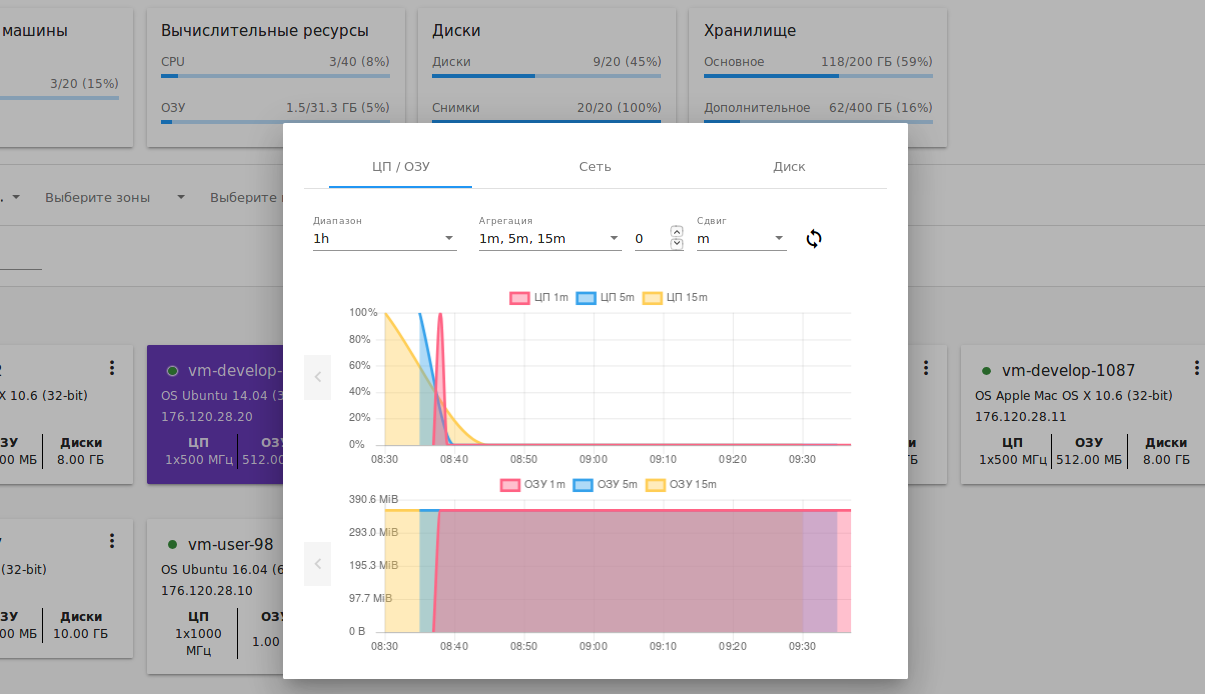 машины
3/20 (15%)
Вычислительные ресурсы
CPU 3/40 (8%)
ОЗУ 1.5/31.3 ГБ (5%)
Диски
Диски 9/20 (45%)
Снимки 20/20 (100%)
Хранилище
Основное 118/200 ГБ (59%)
Дополнительное 62/400 ГБ (16%)
Выберите зоны
Выберите
ЦП / ОЗУ Сеть Диск
Диапазон Агрегация Сдвиг
1h 1m, 5m, 15m 0 m
ЦП 1m ЦП 5m ЦП 15m
100%
80%
60%
40%
20%
0%
08:30 08:40 08:50 09:00 09:10 09:20 09:30
ОЗУ 1m ОЗУ 5m ОЗУ 15m
390.6 MiB
293.0 MiB
195.3 MiB
97.7 MiB
0 B
08:30 08:40 08:50 09:00 09:10 09:20 09:30
X 10.6 (32-bit)
ЗУ Диски
00 МБ 8.00 ГБ
vm-develop-
OS Ubuntu 14.04 (3
176.120.28.20
ЦП ОЗУ
1x500 МГц 512.00
vm-develop-1087
OS Apple Mac OS X 10.6 (32-bit)
176.120.28.11
ЦП ОЗУ Диски
1x500 МГц 512.00 МБ 8.00 ГБ
(32-bit)
ЗУ Диски
00 МБ 10.00 ГБ
vm-user-98
OS Ubuntu 16.04 (6
176.120.28.10
ЦП ОЗУ
1x1000
МГц
1.00